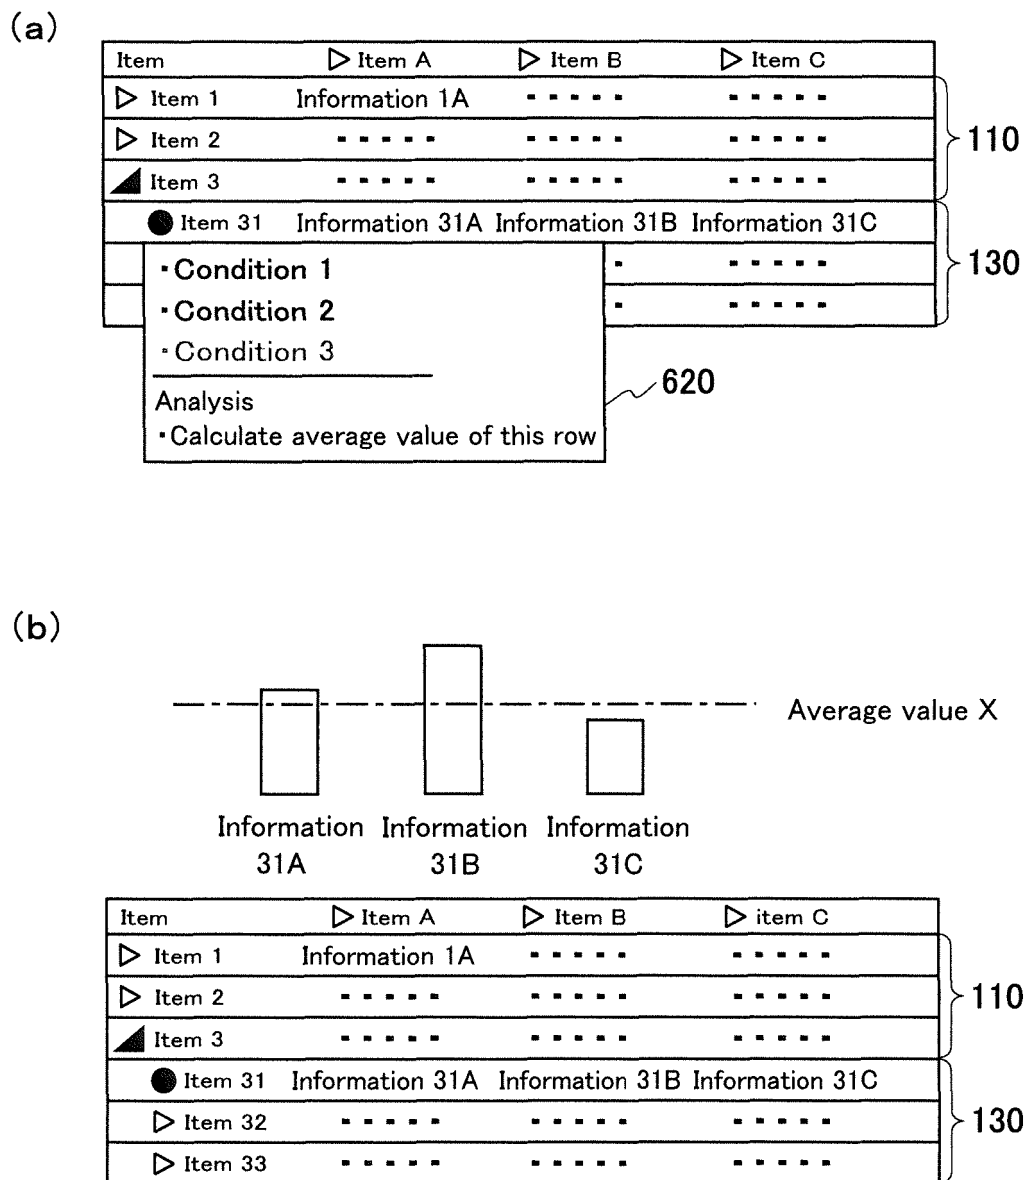 (a)
Item Item A Item B Item C
Item 1 Information 1A - - - - - - - - - -
Item 2 - - - - - - - - - - - - - - -
110
Item 3 - - - - - - - - - - - - - - -
Item 31 Information 31A Information 31B Information 31C
·Condition 1 - - - - - -
130
·Condition 2 - - - - - -
·Condition 3
620
Analysis
·Calculate average value of this row
(b)
Average value X
Information Information Information
31A 31B 31C
Item Item A Item B item C
Item 1 Information 1A - - - - - - - - - -
Item 2 - - - - - - - - - - - - - - -
110
Item 3 - - - - - - - - - - - - - - -
Item 31 Information 31A Information 31B Information 31C
Item 32 - - - - - - - - - - - - - - -
130
Item 33 - - - - - - - - - - - - - - -